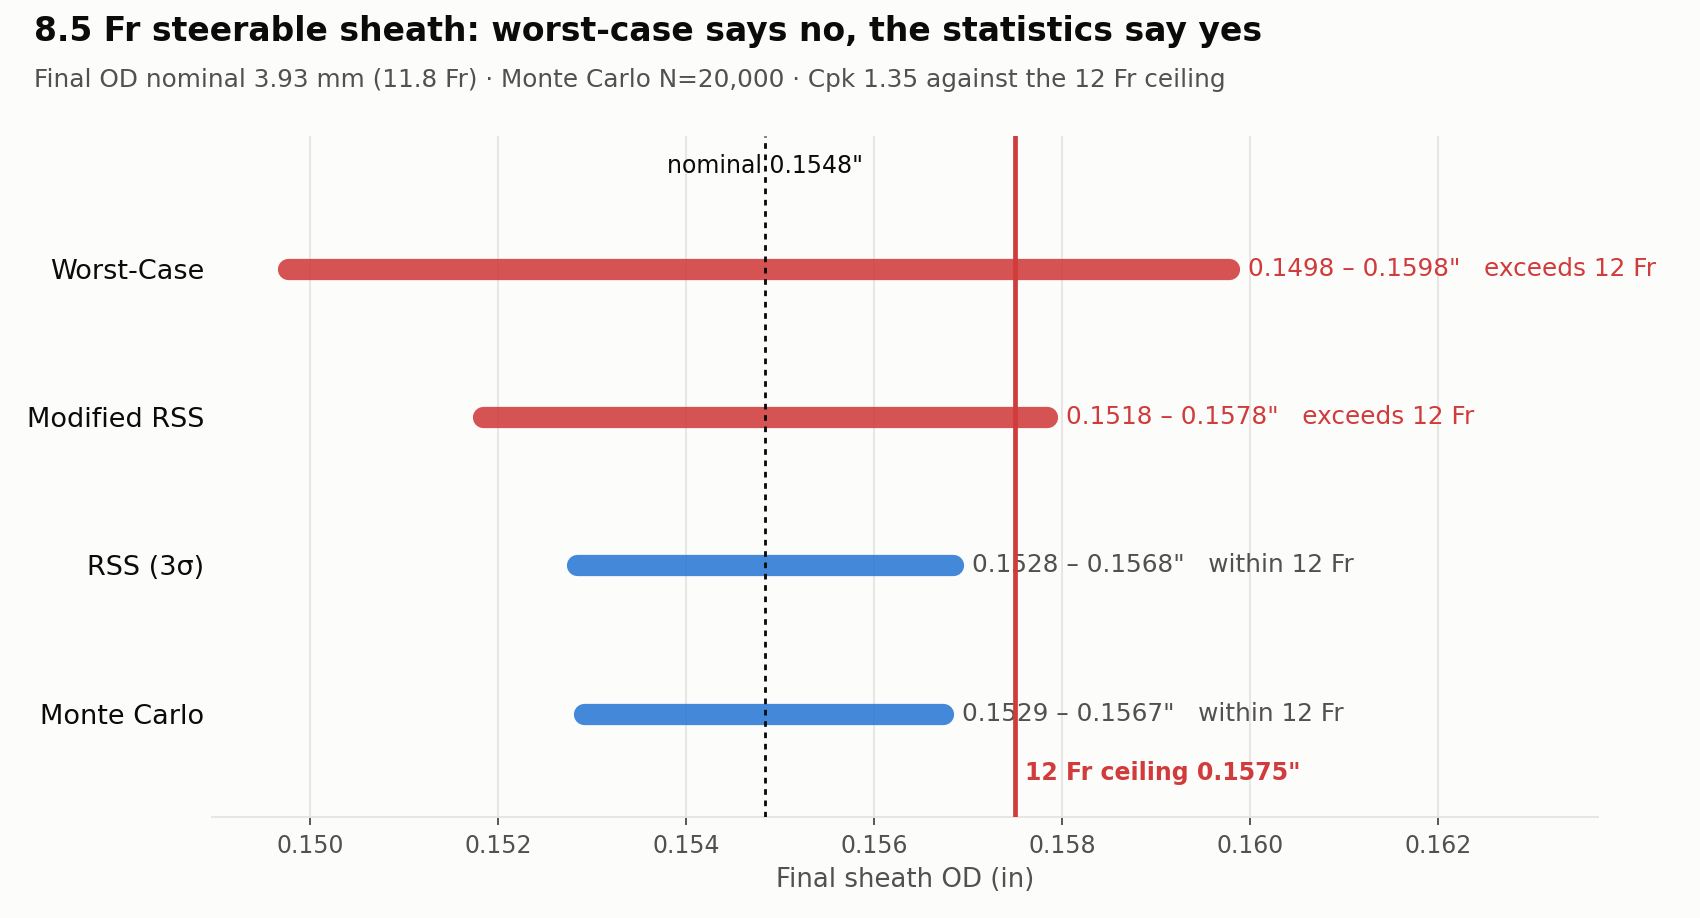 8.5 Fr steerable sheath: worst-case says no, the statistics say yes
Final OD nominal 3.93 mm (11.8 Fr) · Monte Carlo N=20,000 · Cpk 1.35 against the 12 Fr ceiling
nominal 0.1548"
Worst-Case
0.1498 – 0.1598" exceeds 12 Fr
Modified RSS
0.1518 – 0.1578" exceeds 12 Fr
RSS (3σ)
0.1528 – 0.1568" within 12 Fr
Monte Carlo
0.1529 – 0.1567" within 12 Fr
12 Fr ceiling 0.1575"
0.150 0.152 0.154 0.156 0.158 0.160 0.162
Final sheath OD (in)